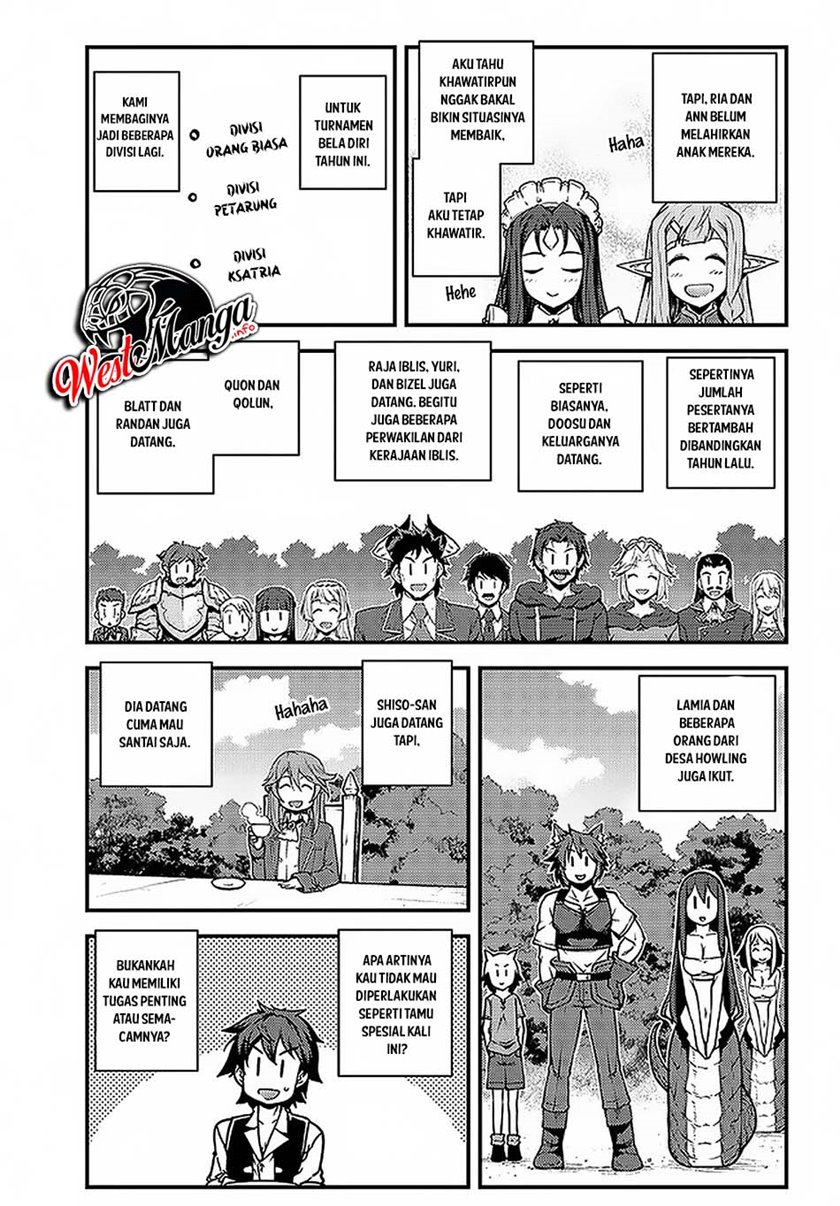 TAPI, RIA DAN
ANN BELUM
MELAHIRKAN
ANAK MEREKA.
Haha
AKU TAHU
KHAWATIRPUN
NGGAK BAKAL
BIKIN SITUASINYA
MEMBAIK,
TAPI
AKU TETAP
KHAWATIR.
Hehe
UNTUK
TURNAMEN
BELA DIRI
TAHUN INI.
DIVISI
ORANG BIASA
DIVISI
PETARUNG
DIVISI
KSATRIA
KAMI
MEMBAGINYA
JADI BEBERAPA
DIVISI LAGI.
WestManga
.info
SEPERTINYA
JUMLAH
PESERTANYA
BERTAMBAH
DIBANDINGKAN
TAHUN LALU.
SEPERTI
BIASANYA,
DOOSU DAN
KELUARGANYA
DATANG.
RAJA IBLIS, YURI,
DAN BIZEL JUGA
DATANG. BEGITU
JUGA BEBERAPA
PERWAKILAN DARI
KERAJAAN IBLIS.
QUON DAN
QOLUN,
BLATT DAN
RANDAN JUGA
DATANG.
LAMIA DAN
BEBERAPA
ORANG DARI
DESA HOWLING
JUGA IKUT.
SHISO-SAN
JUGA DATANG
TAPI,
Hahaha
DIA DATANG
CUMA MAU
SANTAI SAJA.
APA ARTINYA
KAU TIDAK MAU
DIPERLAKUKAN
SEPERTI TAMU
SPESIAL KALI
INI?
BUKANKAH
KAU MEMILIKI
TUGAS PENTING
ATAU SEMA-
CAMNYA?